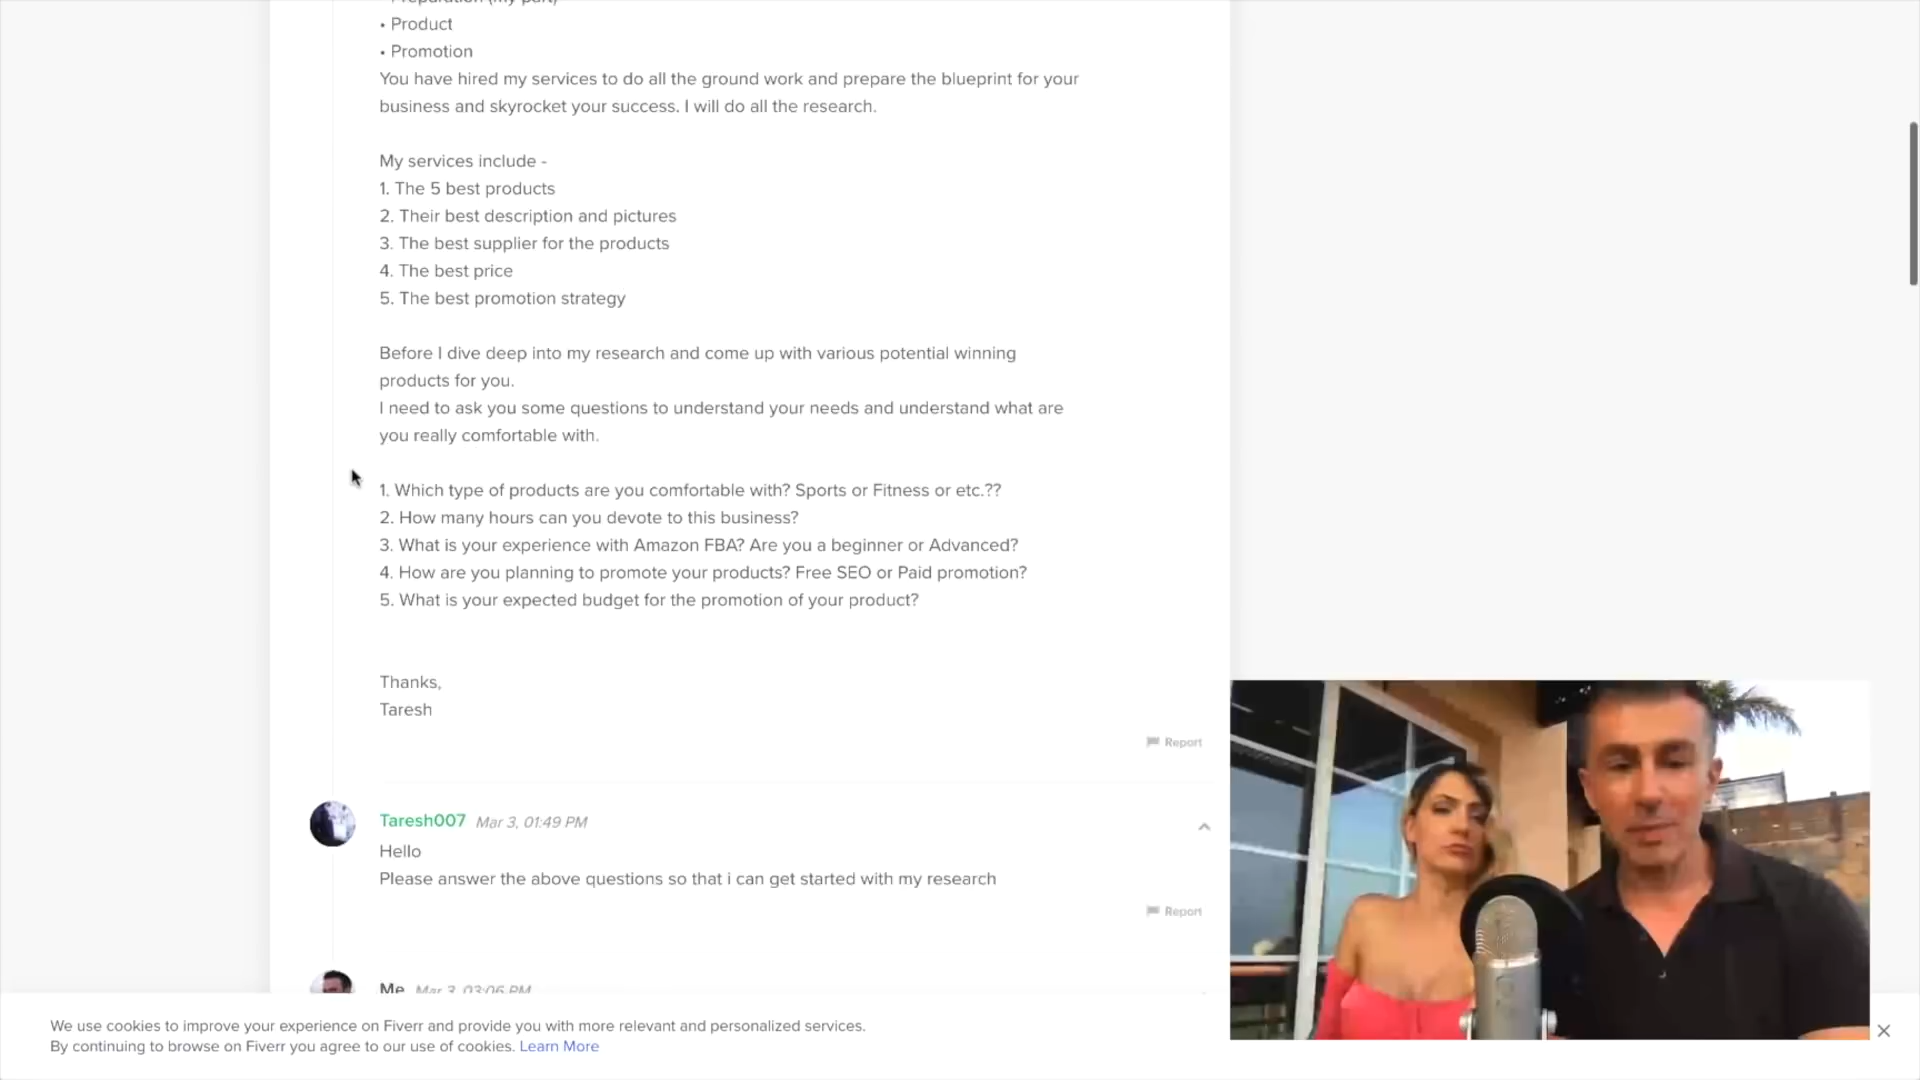 • Product
• Promotion
You have hired my services to do all the ground work and prepare the blueprint for your
business and skyrocket your success. I will do all the research.
My services include -
1. The 5 best products
2. Their best description and pictures
3. The best supplier for the products
4. The best price
5. The best promotion strategy
Before I dive deep into my research and come up with various potential winning
products for you.
I need to ask you some questions to understand your needs and understand what are
you really comfortable with.
1. Which type of products are you comfortable with? Sports or Fitness or etc.??
2. How many hours can you devote to this business?
3. What is your experience with Amazon FBA? Are you a beginner or Advanced?
4. How are you planning to promote your products? Free SEO or Paid promotion?
5. What is your expected budget for the promotion of your product?
Thanks,
Taresh
Report
Taresh007 Mar 3, 01:49 PM
Hello
Please answer the above questions so that i can get started with my research
Report
Me Mar 3, 03:06 PM
We use cookies to improve your experience on Fiverr and provide you with more relevant and personalized services.
By continuing to browse on Fiverr you agree to our use of cookies. Learn More